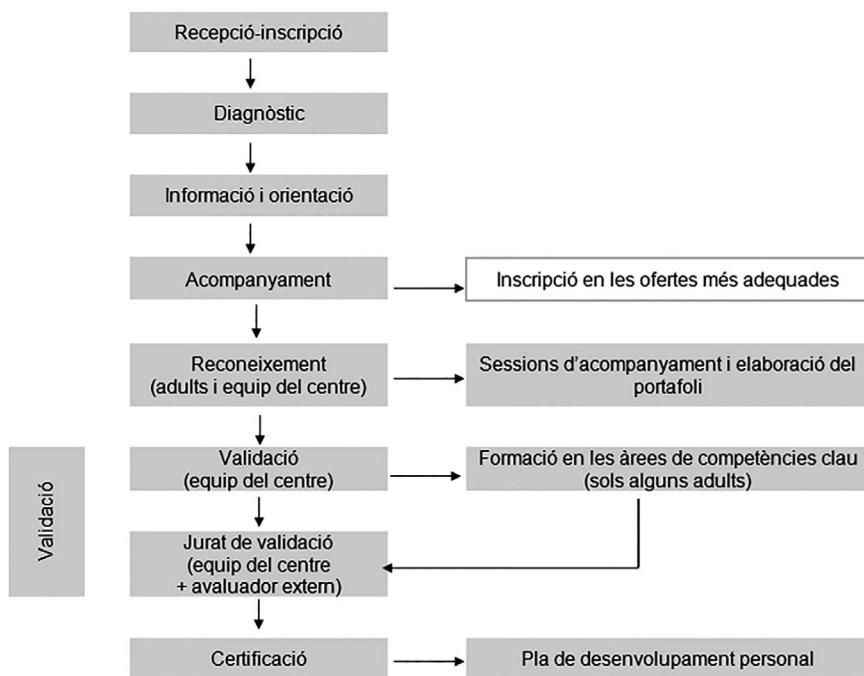 Recepció-inscripció
Diagnòstic
Informació i orientació
Acompanyament
Inscripció en les ofertes més adequades
Reconeixement
(adults i equip del centre)
Sessions d’acompanyament i elaboració del
portafoli
Validació
Validació
(equip del centre)
Formació en les àrees de competències clau
(sols alguns adults)
Jurat de validació
(equip del centre
+ avaluador extern)
Certificació
Pla de desenvolupament personal